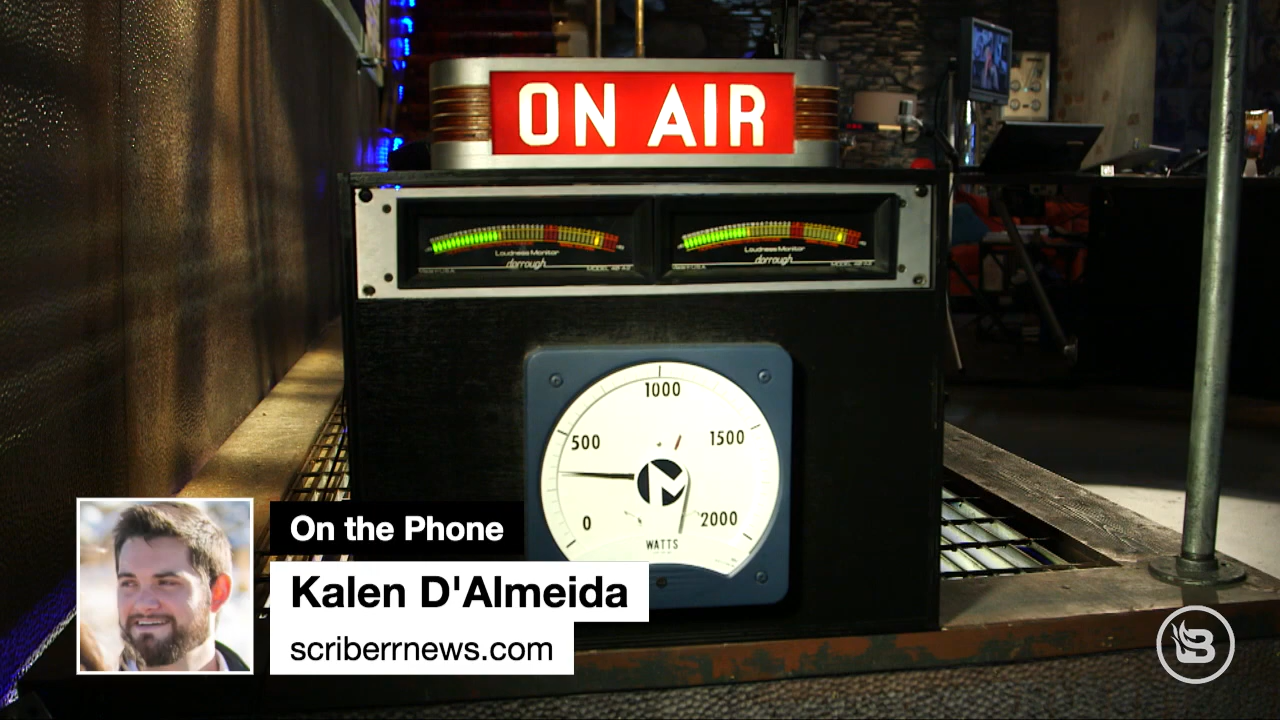 ON AIR
Loudness Monitor
dorrough
Loudness Monitor
dorrough
1000
500
1500
0
2000
WATTS
On the Phone
Kalen D'Almeida
scriberrnews.com
B